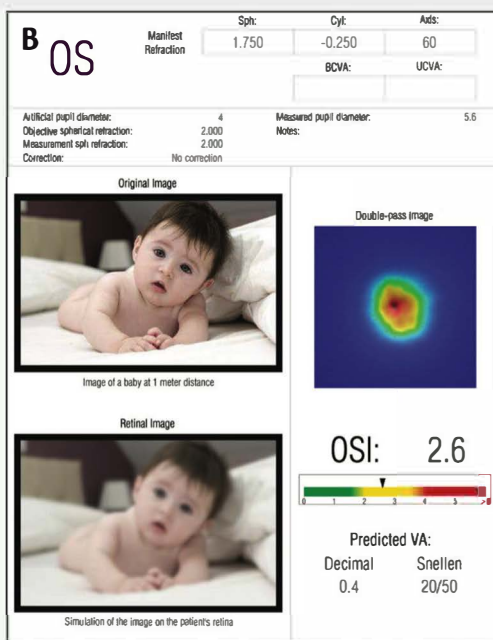 B OS
Manifest Refraction
Sph: Cyl: Axis:
1.750 -0.250 60
BCVA: UCVA:
Artificial pupil diameter: 4 Measured pupil diameter: 5.6
Objective spherical refraction: 2.000 Notes:
Measurement sph refraction: 2.000
Correction: No correction
Original Image
Image of a baby at 1 meter distance
Retinal Image
Simulation of the image on the patient's retina
Double-pass image
OSI: 2.6
0 1 2 3 4 5
Predicted VA:
Decimal Snellen
0.4 20/50